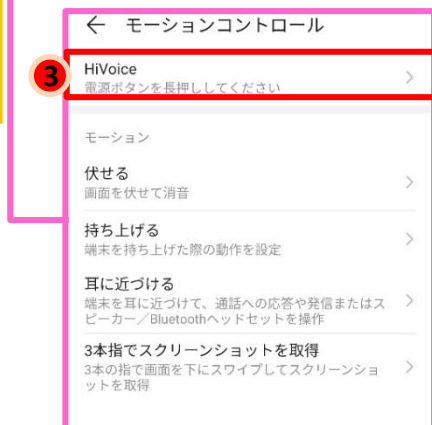 ← モーションコントロール
3
HiVoice
電源ボタンを長押ししてください
モーション
伏せる
画面を伏せて消音
持ち上げる
端末を持ち上げた際の動作を設定
耳に近づける
端末を耳に近づけて、通話への応答や発信またはス
ピーカー／Bluetoothヘッドセットを操作
3本指でスクリーンショットを取得
3本の指で画面を下にスワイプしてスクリーンショ
ットを取得